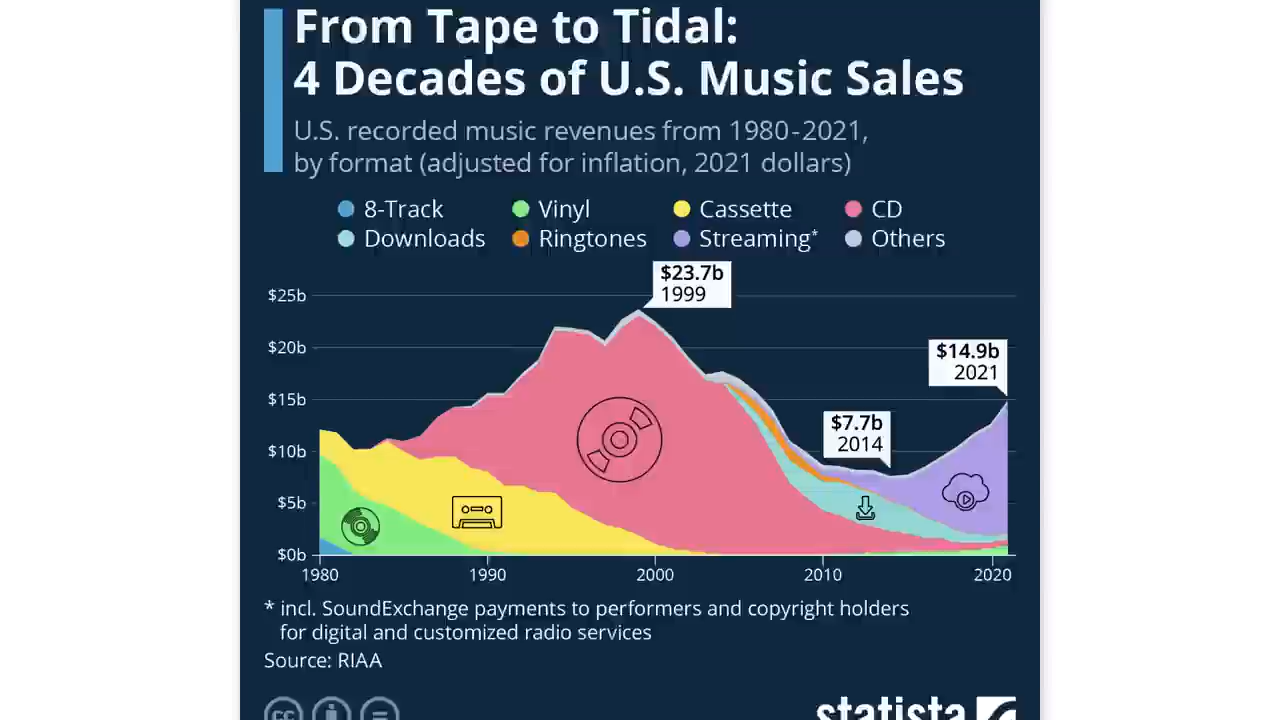 From Tape to Tidal:
4 Decades of U.S. Music Sales
U.S. recorded music revenues from 1980-2021,
by format (adjusted for inflation, 2021 dollars)
8-Track Vinyl Cassette CD
Downloads Ringtones Streaming* Others
$23.7b
1999
$25b
$20b
$14.9b
2021
$15b
$7.7b
2014
$10b
$5b
$0b
1980 1990 2000 2010 2020
* incl. SoundExchange payments to performers and copyright holders
for digital and customized radio services
Source: RIAA
cc
statista